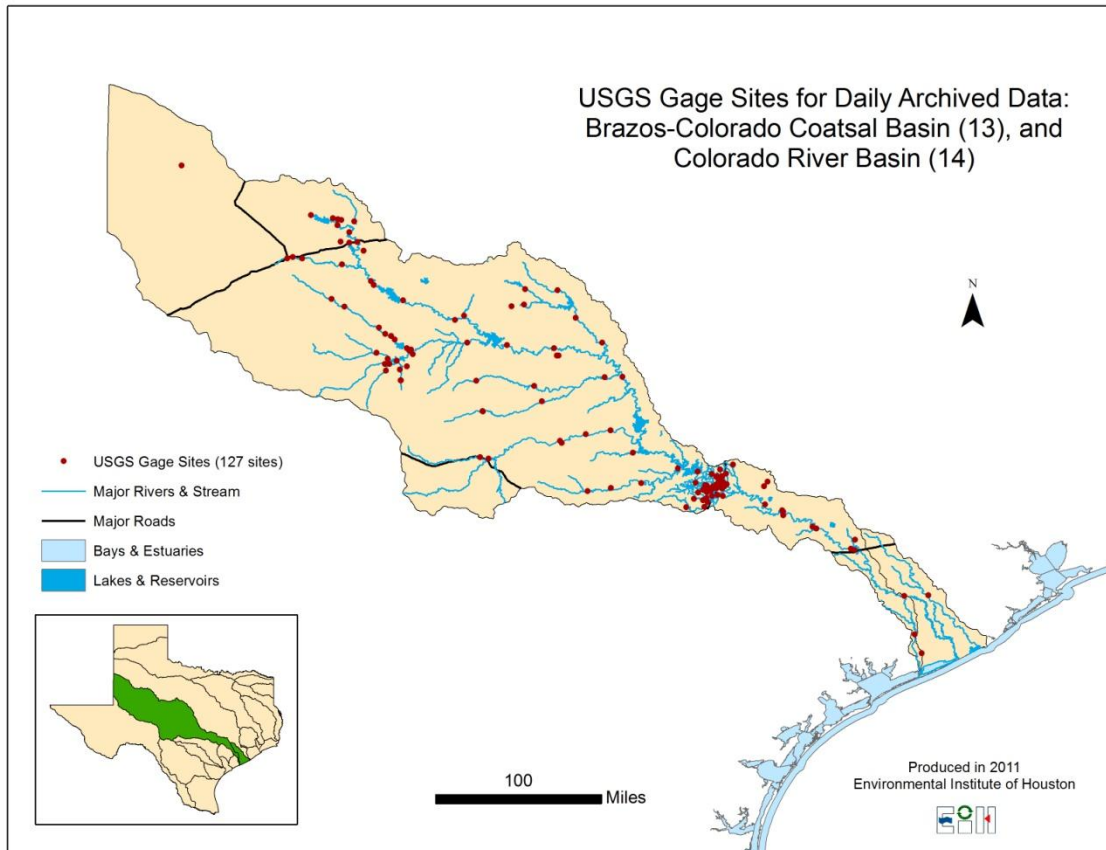 USGS Gage Sites for Daily Archived Data:
Brazos-Colorado Coatsal Basin (13), and
Colorado River Basin (14)
N
USGS Gage Sites (127 sites)
Major Rivers & Stream
Major Roads
Bays & Estuaries
Lakes & Reservoirs
100
Miles
Produced in 2011
Environmental Institute of Houston
EIH